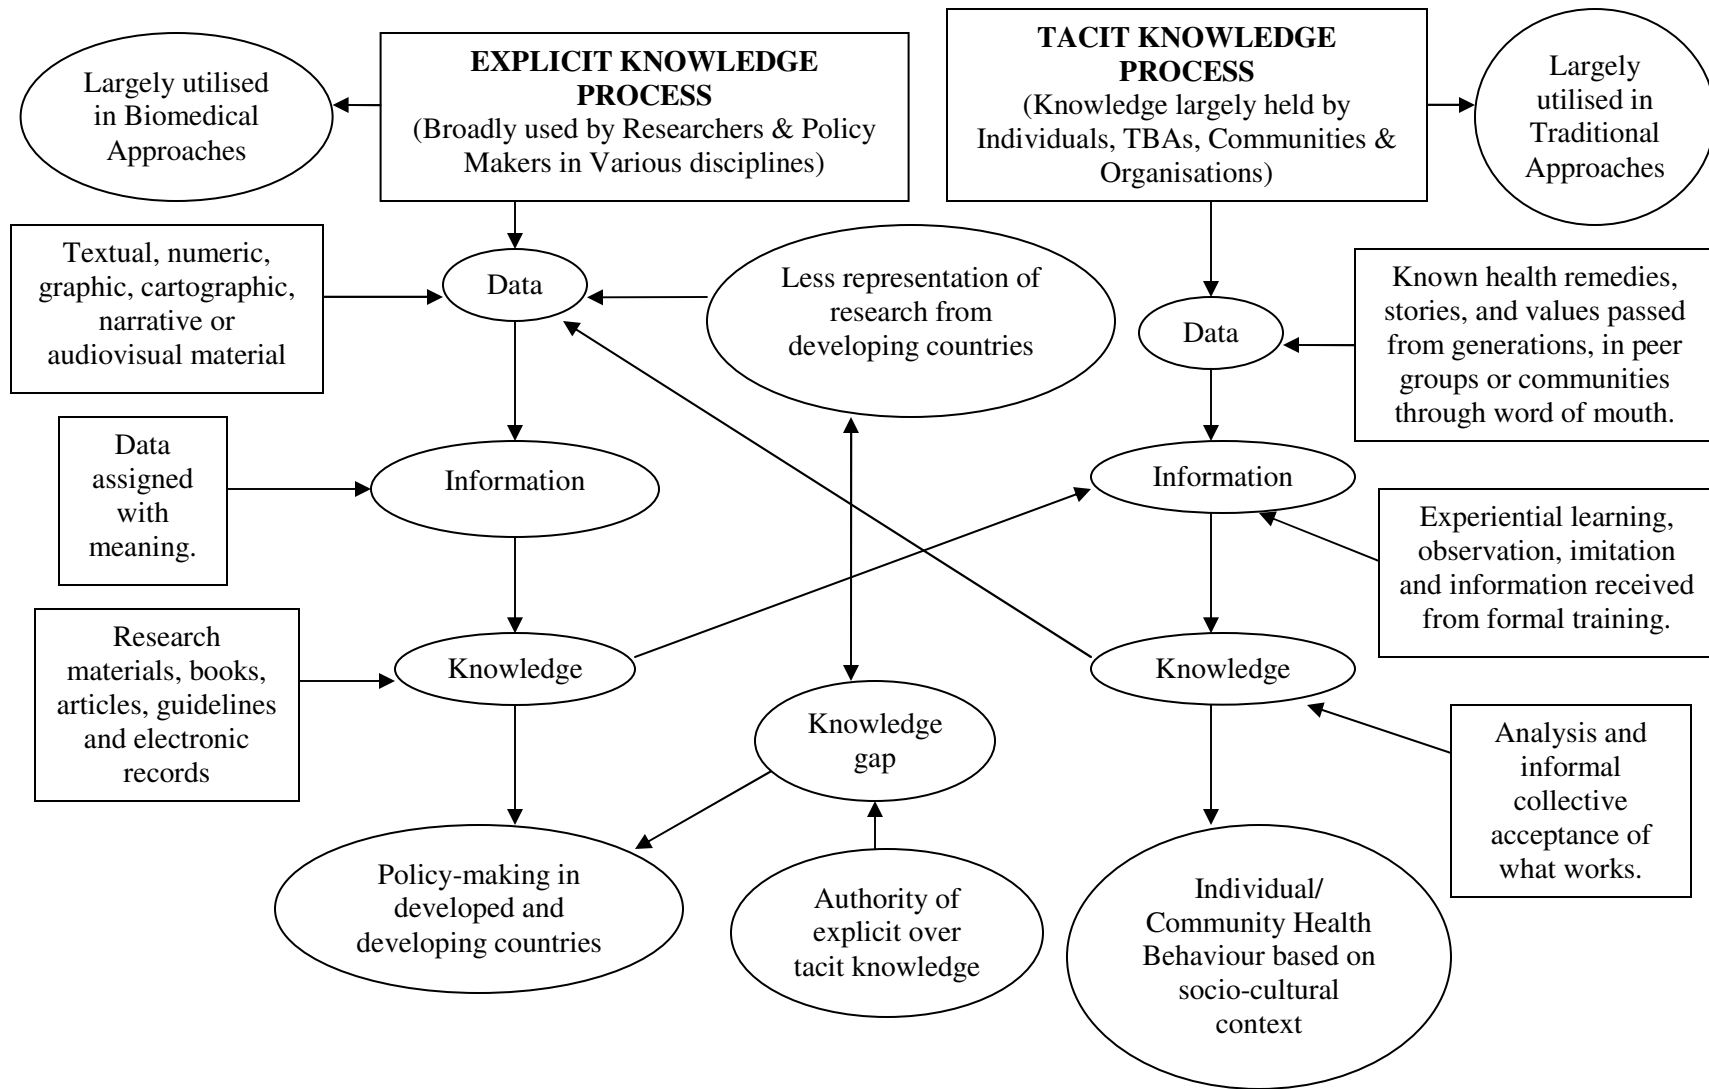 Largely utilised
in Biomedical
Approaches
EXPLICIT KNOWLEDGE
PROCESS
(Broadly used by Researchers & Policy
Makers in Various disciplines)
TACIT KNOWLEDGE
PROCESS
(Knowledge largely held by
Individuals, TBAs, Communities &
Organisations)
Largely
utilised in
Traditional
Approaches
Textual, numeric,
graphic, cartographic,
narrative or
audiovisual material
Data
Less representation of
research from
developing countries
Data
Known health remedies,
stories, and values passed
from generations, in peer
groups or communities
through word of mouth.
Data
assigned
with
meaning.
Information
Information
Experiential learning,
observation, imitation
and information received
from formal training.
Research
materials, books,
articles, guidelines
and electronic
records
Knowledge
Knowledge
Knowledge
gap
Analysis and
informal
collective
acceptance of
what works.
Policy-making in
developed and
developing countries
Authority of
explicit over
tacit knowledge
Individual/
Community Health
Behaviour based on
socio-cultural
context